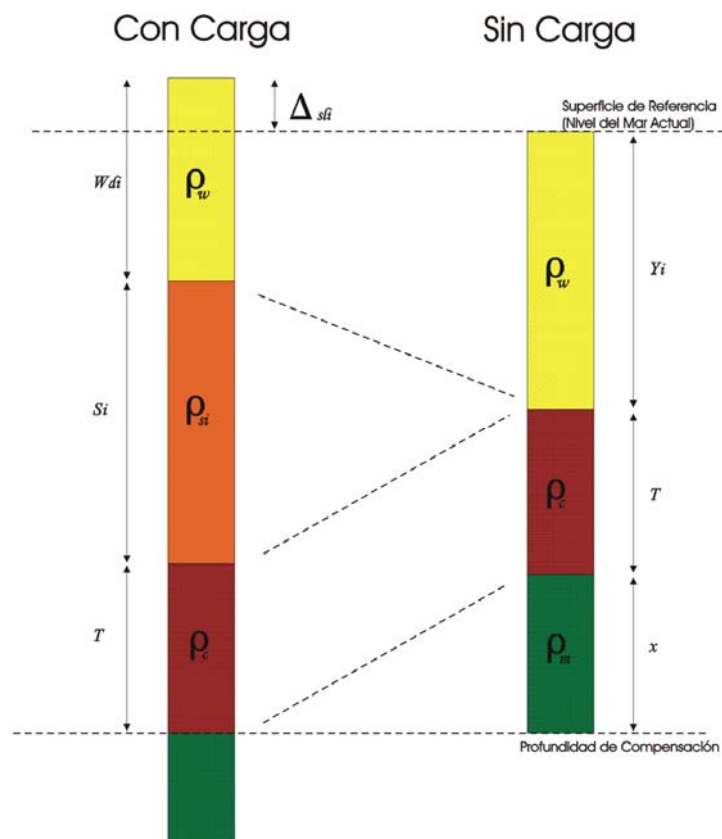 Con Carga
Sin Carga
Δsli
Superficie de Referencia
(Nivel del Mar Actual)
Wdi
ρw
Si
ρsi
T
ρc
ρw
Yi
ρc
T
ρm
x
Profundidad de Compensación